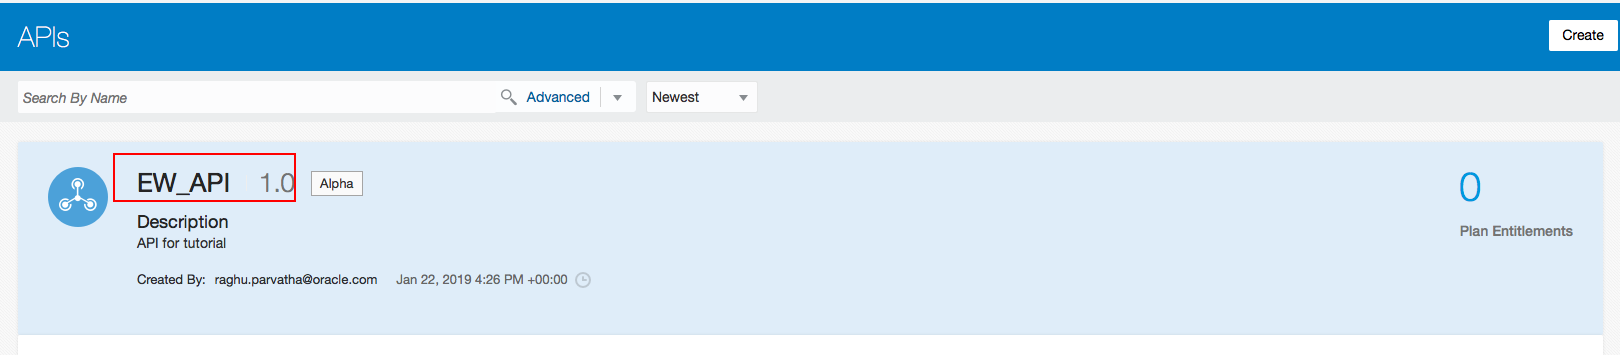 APIs
Create
Search By Name Advanced Newest
EW_API 1.0 Alpha
0
Description
Plan Entitlements
API for tutorial
Created By: raghu.parvatha@oracle.com Jan 22, 2019 4:26 PM +00:00